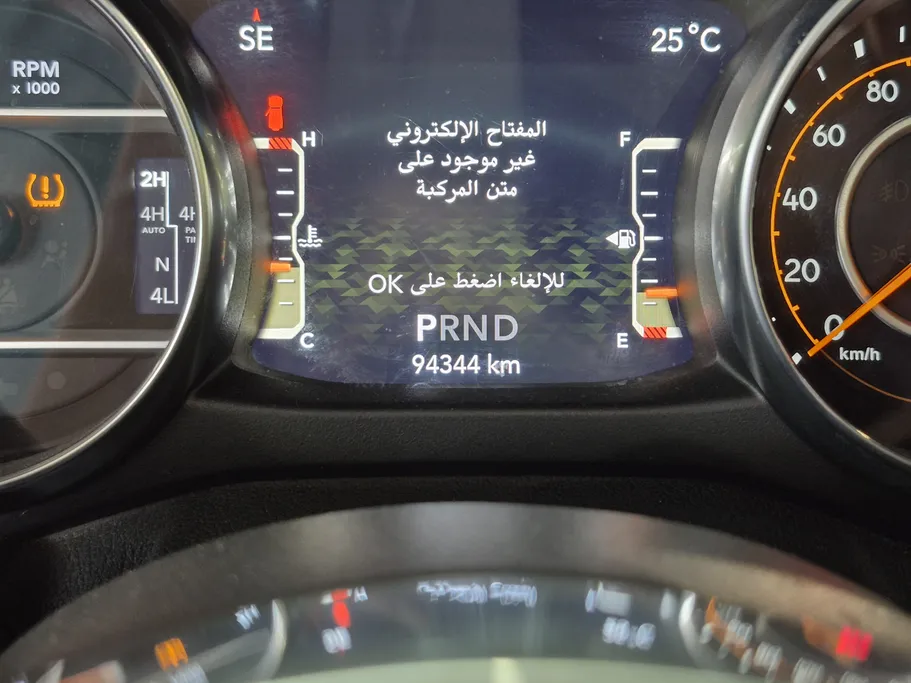 RPM
x 1000
2H
4H
AUTO
4H
N
4L
SE
25°C
H
C
المفتاح الإلكتروني
غير موجود على
متن المركبة
للإلغاء اضغط على OK
PRND
94344 km
F
E
80
60
40
20
0
km/h